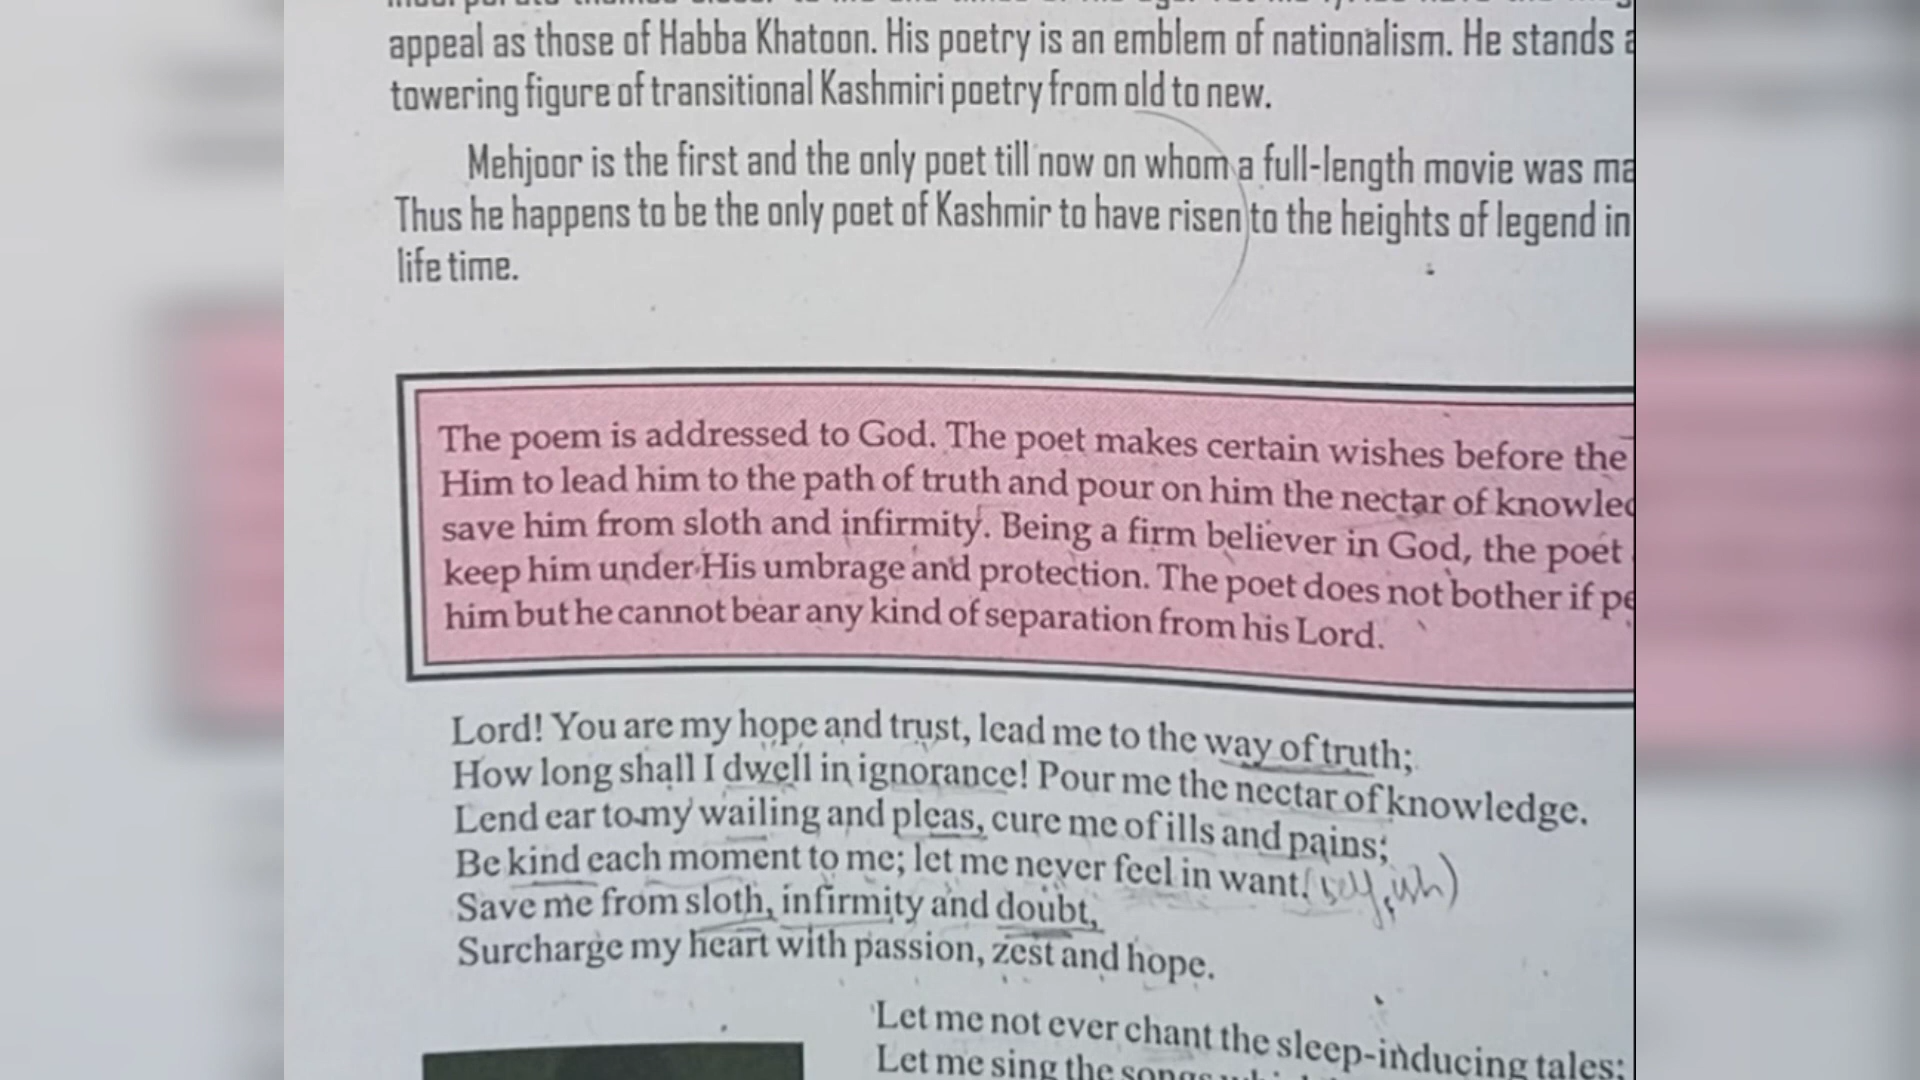 appeal as those of Habba Khatoon. His poetry is an emblem of nationalism. He stands
towering figure of transitional Kashmiri poetry from old to new.
Mehjoor is the first and the only poet till now on whom a full-length movie was ma
Thus he happens to be the only poet of Kashmir to have risen to the heights of legend in
life time.
The poem is addressed to God. The poet makes certain wishes before the
Him to lead him to the path of truth and pour on him the nectar of knowled
save him from sloth and infirmity. Being a firm believer in God, the poet
keep him under His umbrage and protection. The poet does not bother if pe
him but he cannot bear any kind of separation from his Lord.
Lord! You are my hope and trust, lead me to the way of truth;
How long shall I dwell in ignorance! Pour me the nectar of knowledge.
Lend ear to my wailing and pleas, cure me of ills and pains;
Be kind each moment to me; let me never feel in want. (selfish)
Save me from sloth, infirmity and doubt,
Surcharge my heart with passion, zest and hope.
Let me not ever chant the sleep-inducing tales;
Let me sing the songs